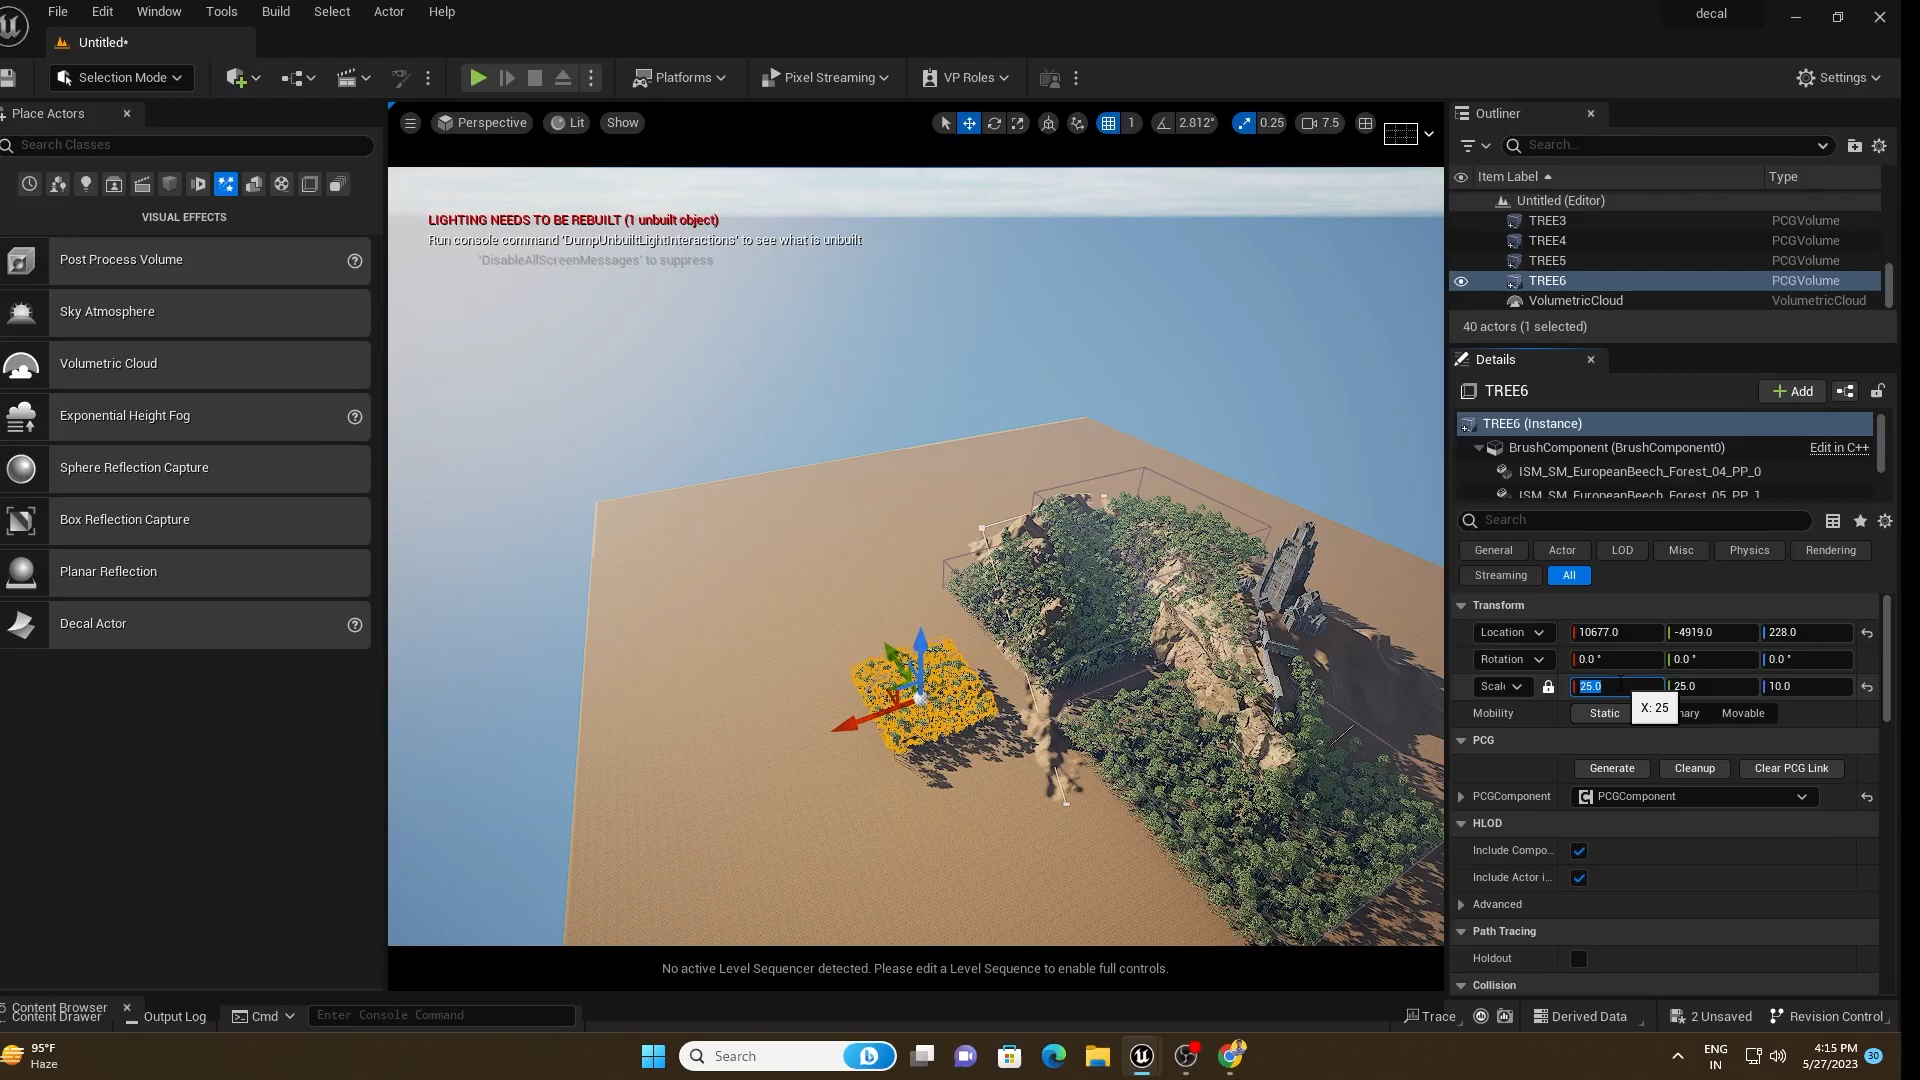 File Edit Window Tools Build Select Actor Help
decal
Untitled*
Selection Mode
Platforms
Pixel Streaming
VP Roles
Settings
Place Actors
Search Classes
VISUAL EFFECTS
Post Process Volume
Sky Atmosphere
Volumetric Cloud
Exponential Height Fog
Sphere Reflection Capture
Box Reflection Capture
Planar Reflection
Decal Actor
Perspective Lit Show
1 2.812° 0.25 7.5
LIGHTING NEEDS TO BE REBUILT (1 unbuilt object)
Run console command 'DumpUnbuiltLightInteractions' to see what is unbuilt
'DisableAllScreenMessages' to suppress
No active Level Sequencer detected. Please edit a Level Sequence to enable full controls.
Outliner
Search...
Item Label Type
Untitled (Editor)
TREE3 PCGVolume
TREE4 PCGVolume
TREE5 PCGVolume
TREE6 PCGVolume
VolumetricCloud VolumetricCloud
40 actors (1 selected)
Details
TREE6
Add
TREE6 (Instance)
BrushComponent (BrushComponent0) Edit in C++
ISM_SM_EuropeanBeech_Forest_04_PP_0
ISM_SM_EuropeanBeech_Forest_05_PP_1
Search
General Actor LOD Misc Physics Rendering
Streaming All
Transform
Location 10677.0 -4919.0 228.0
Rotation 0.0 ° 0.0 ° 0.0 °
Scal 25.0 25.0 10.0
X: 25
Mobility Static nary Movable
PCG
Generate Cleanup Clear PCG Link
PCGComponent PCGComponent
HLOD
Include Compo...
Include Actor i...
Advanced
Path Tracing
Holdout
Collision
Content Browser
Content Drawer Output Log Cmd Enter Console Command
Trace Derived Data 2 Unsaved Revision Control
95°F
Haze
Search
ENG
IN
4:15 PM
5/27/2023
30